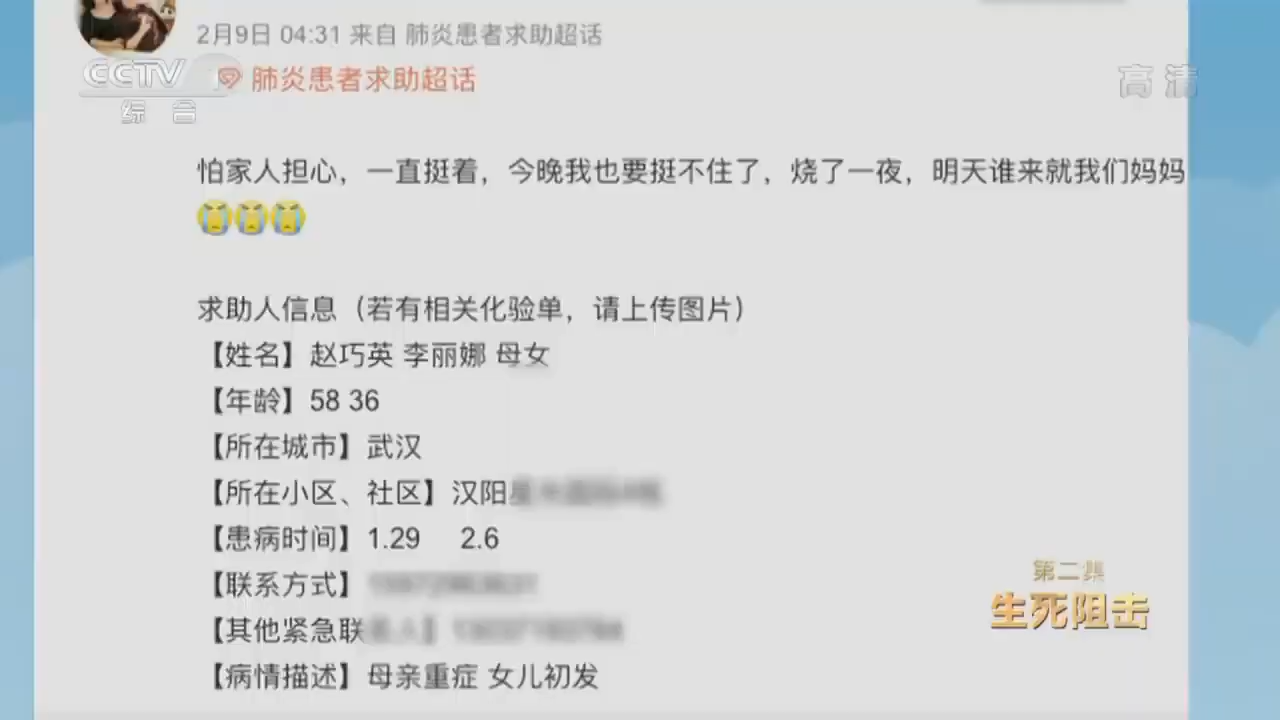 2月9日 04:31 来自 肺炎患者求助超话
CCTV
综合
肺炎患者求助超话
高清
怕家人担心，一直挺着，今晚我也要挺不住了，烧了一夜，明天谁来就我们妈妈
求助人信息（若有相关化验单，请上传图片）
【姓名】赵巧英 李丽娜 母女
【年龄】58 36
【所在城市】武汉
【所在小区、社区】汉阳
【患病时间】1.29 2.6
【联系方式】
【其他紧急联
【病情描述】母亲重症 女儿初发
第二集
生死阻击